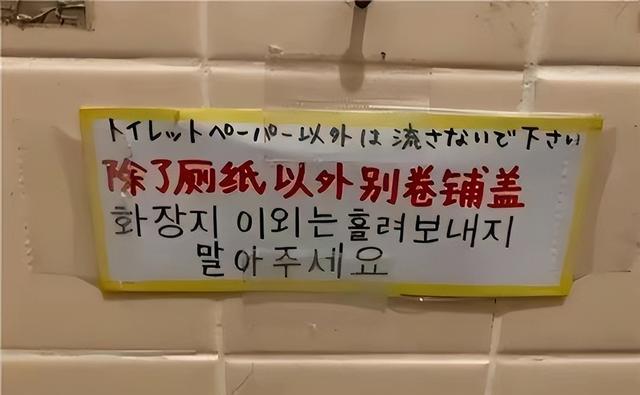 トイレットペーパー以外は流さないで下さい
除了厕纸以外别卷铺盖
화장지 이외는 흘려보내지
말아주세요